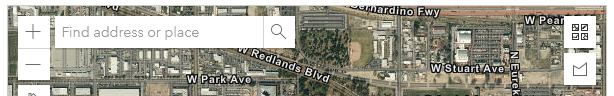 Bernardino Fwy
W Pear
Find address or place
W Redlands Blvd
W Stuart Ave
N Eurek
W Park Ave